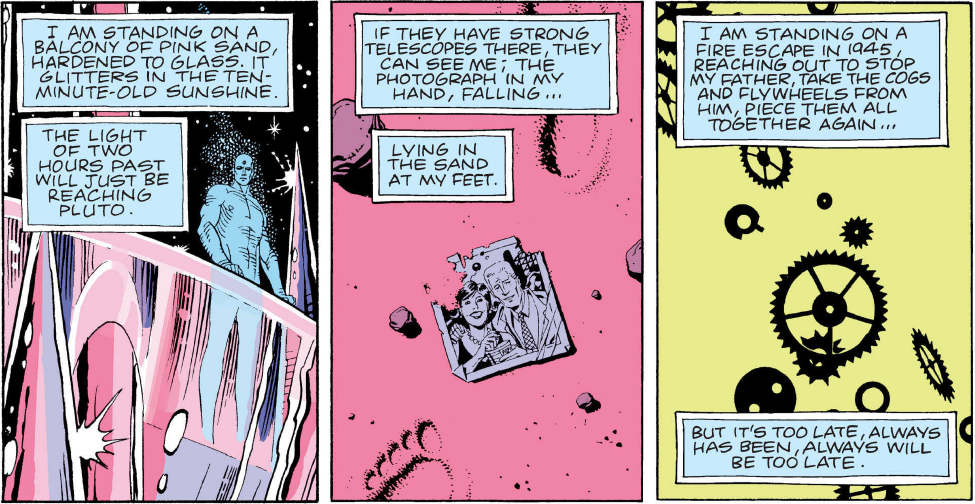 I AM STANDING ON A
BALCONY OF PINK SAND,
HARDENED TO GLASS. IT
GLITTERS IN THE TEN-
MINUTE-OLD SUNSHINE.
THE LIGHT
OF TWO
HOURS PAST
WILL JUST BE
REACHING
PLUTO.
IF THEY HAVE STRONG
TELESCOPES THERE, THEY
CAN SEE ME; THE
PHOTOGRAPH IN MY
HAND, FALLING...
LYING IN
THE SAND
AT MY FEET.
I AM STANDING ON A
FIRE ESCAPE IN 1945,
REACHING OUT TO STOP
MY FATHER, TAKE THE COGS
AND FLYWHEELS FROM
HIM, PIECE THEM ALL
TOGETHER AGAIN...
BUT IT'S TOO LATE, ALWAYS
HAS BEEN, ALWAYS WILL
BE TOO LATE.